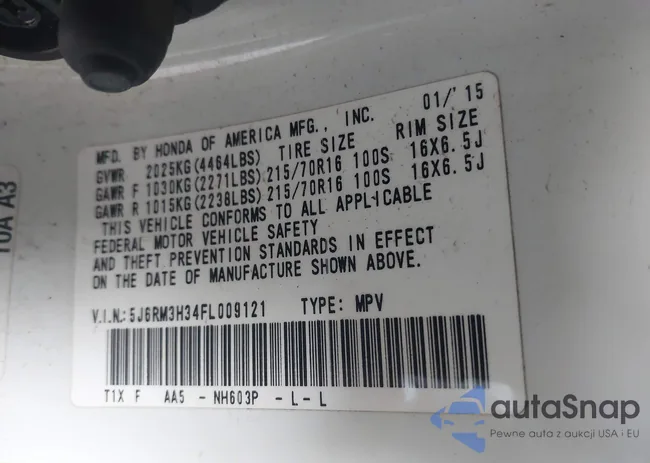 MFD. BY HONDA OF AMERICA MFG., INC. 01/'15
GVWR 2025KG(4464LBS) TIRE SIZE RIM SIZE
GAWR F 1030KG(2271LBS) 215/70R16 100S 16X6.5J
GAWR R 1015KG(2238LBS) 215/70R16 100S 16X6.5J
THIS VEHICLE CONFORMS TO ALL APPLICABLE
FEDERAL MOTOR VEHICLE SAFETY
AND THEFT PREVENTION STANDARDS IN EFFECT
ON THE DATE OF MANUFACTURE SHOWN ABOVE.
V.I.N.:5J6RM3H34FL009121 TYPE: MPV
T1X F AA5 - NH603P - L - L
A3
autaSnap
Pewne auta z aukcji USA i EU